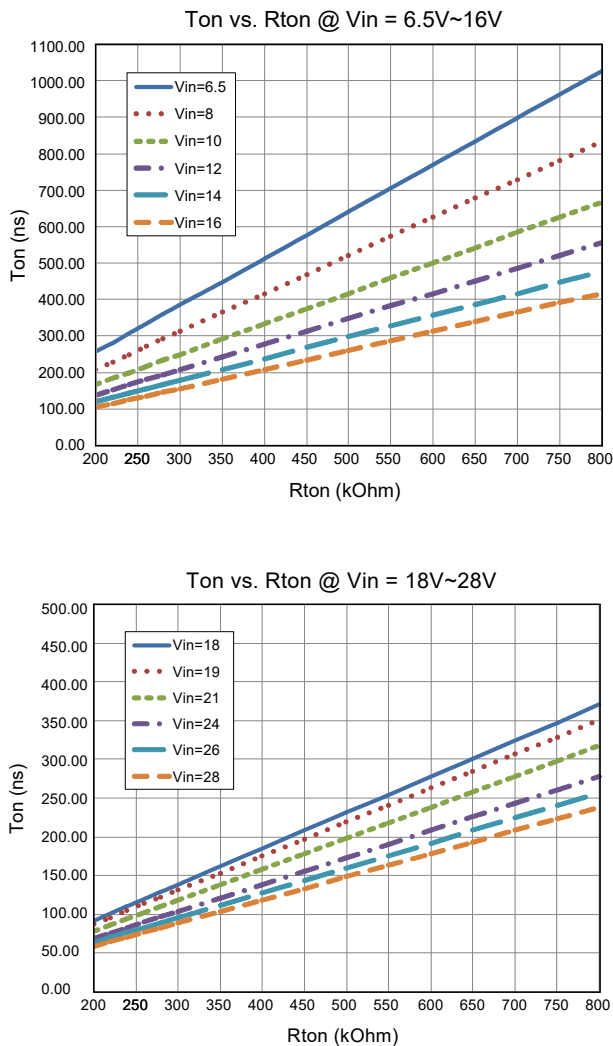 Ton vs. Rton @ Vin = 6.5V~16V
1100.00
1000.00
900.00
800.00
700.00
600.00
500.00
400.00
300.00
200.00
100.00
0.00
Ton (ns)
Vin=6.5
Vin=8
Vin=10
Vin=12
Vin=14
Vin=16
200 250 300 350 400 450 500 550 600 650 700 750 800
Rton (kOhm)
Ton vs. Rton @ Vin = 18V~28V
500.00
450.00
400.00
350.00
300.00
250.00
200.00
150.00
100.00
50.00
0.00
Ton (ns)
Vin=18
Vin=19
Vin=21
Vin=24
Vin=26
Vin=28
200 250 300 350 400 450 500 550 600 650 700 750 800
Rton (kOhm)